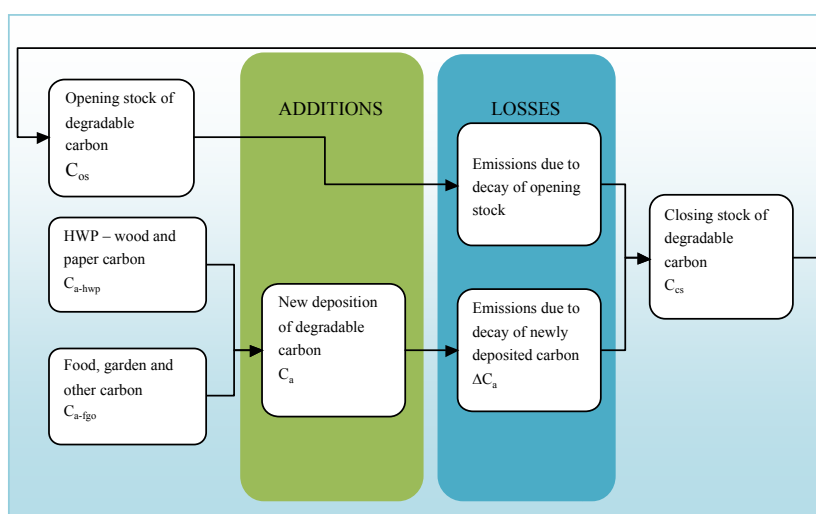 Opening stock of
degradable
carbon
Cos
HWP – wood and
paper carbon
Ca-hwp
Food, garden and
other carbon
Ca-fgo
ADDITIONS
New deposition
of degradable
carbon
Ca
LOSSES
Emissions due to
decay of opening
stock
Emissions due to
decay of newly
deposited carbon
ΔCa
Closing stock of
degradable
carbon
Ccs